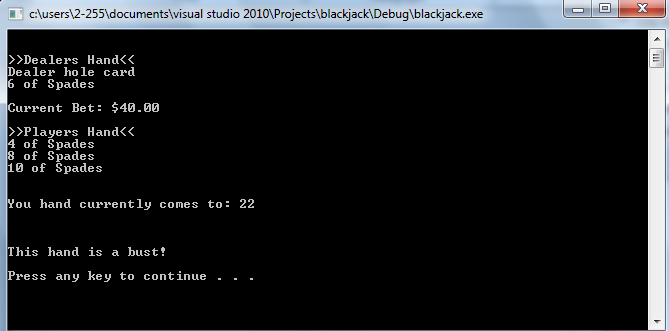 c:\users\2-255\documents\visual studio 2010\Projects\blackjack\Debug\blackjack.exe
>>Dealers Hand<<
Dealer hole card
6 of Spades
Current Bet: $40.00
>>Players Hand<<
4 of Spades
8 of Spades
10 of Spades
You hand currently comes to: 22
This hand is a bust!
Press any key to continue . . .